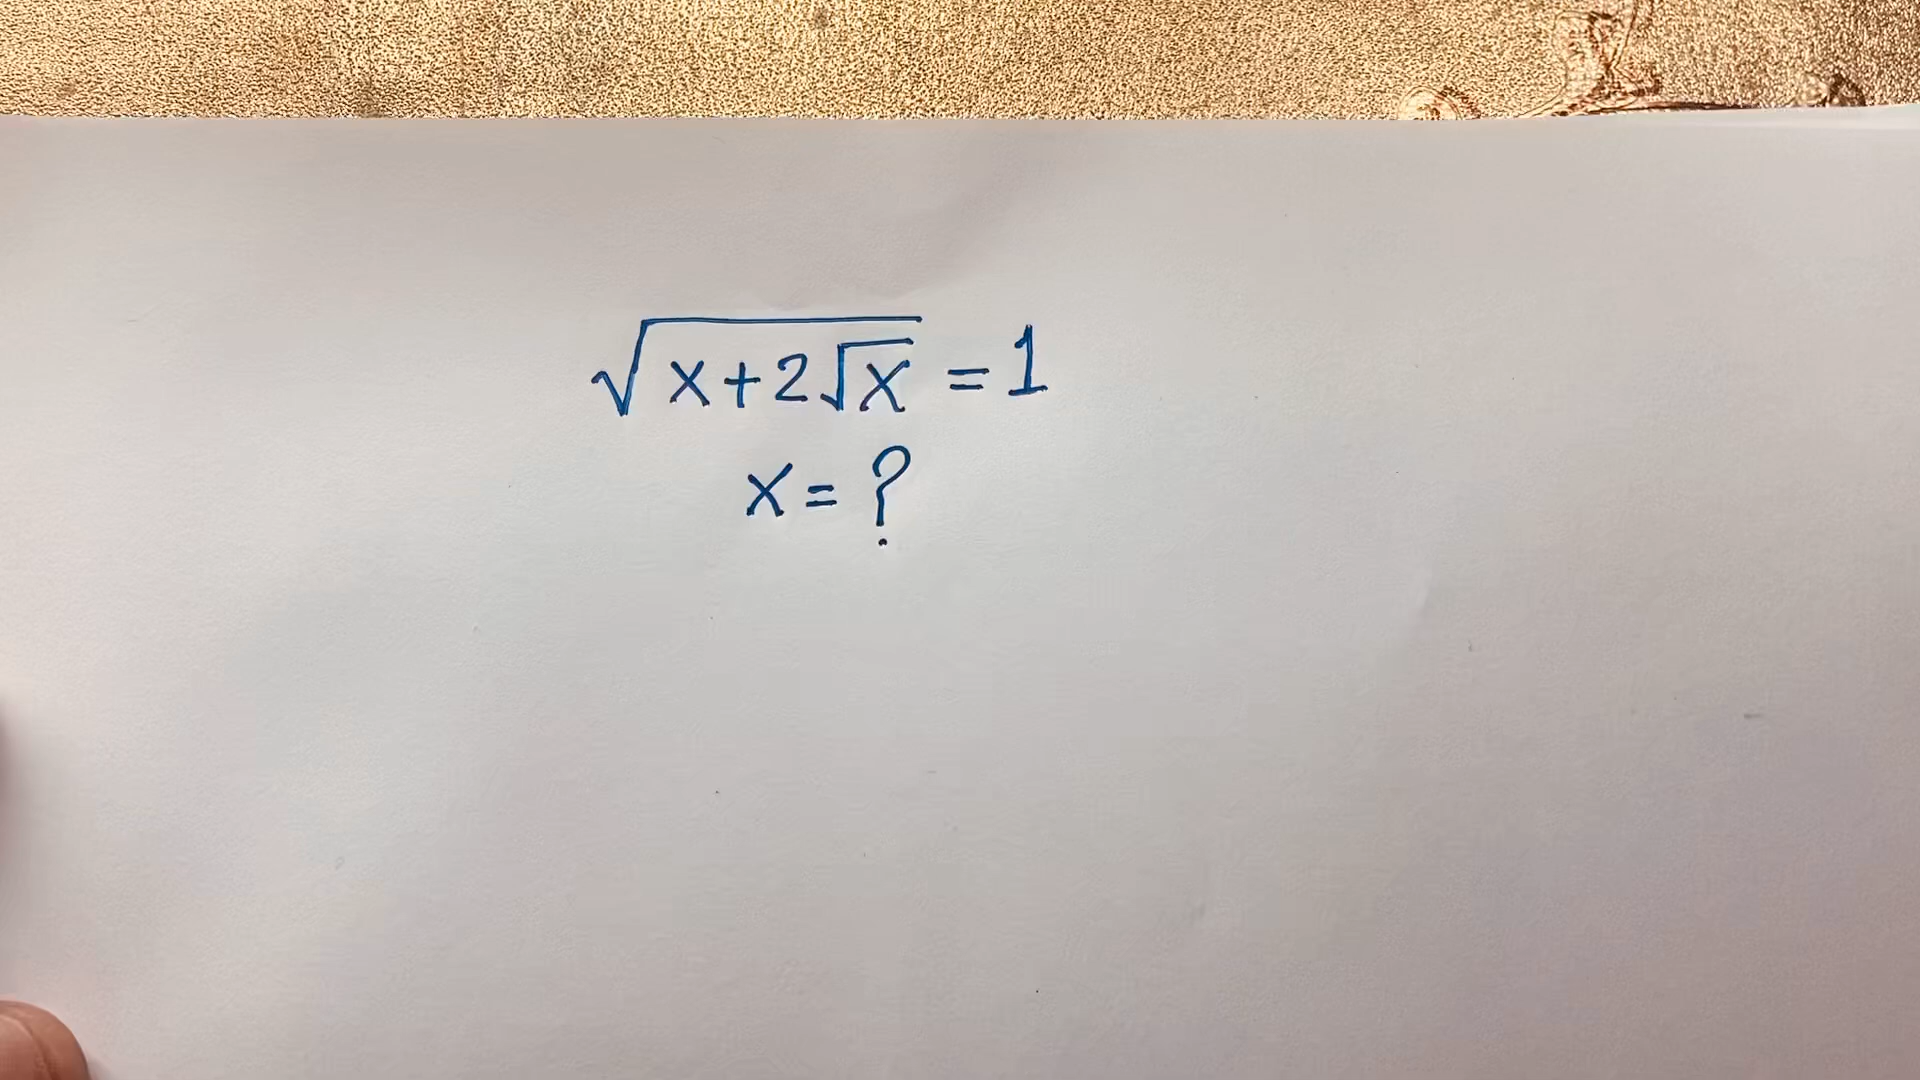 √(x+2√x) = 1
x = ?